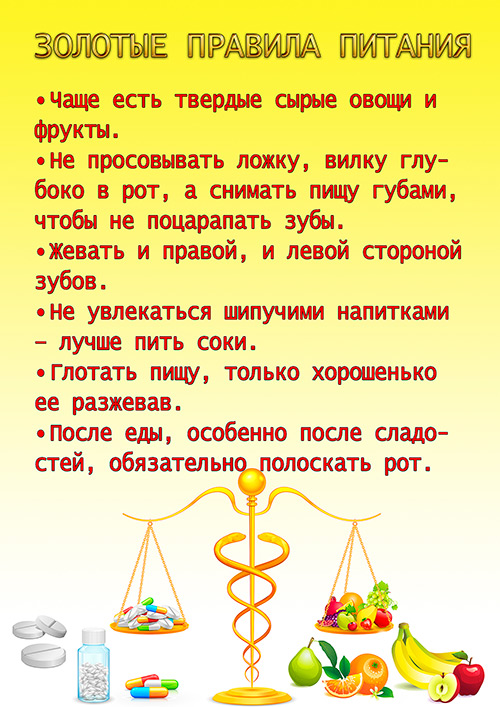 ЗОЛОТЫЕ ПРАВИЛА ПИТАНИЯ
•Чаще есть твердые сырые овощи и
фрукты.
•Не просовывать ложку, вилку глу-
боко в рот, а снимать пищу губами,
чтобы не поцарапать зубы.
•Жевать и правой, и левой стороной
зубов.
•Не увлекаться шипучими напитками
– лучше пить соки.
•Глотать пищу, только хорошенько
ее разжевав.
•После еды, особенно после сладо-
стей, обязательно полоскать рот.